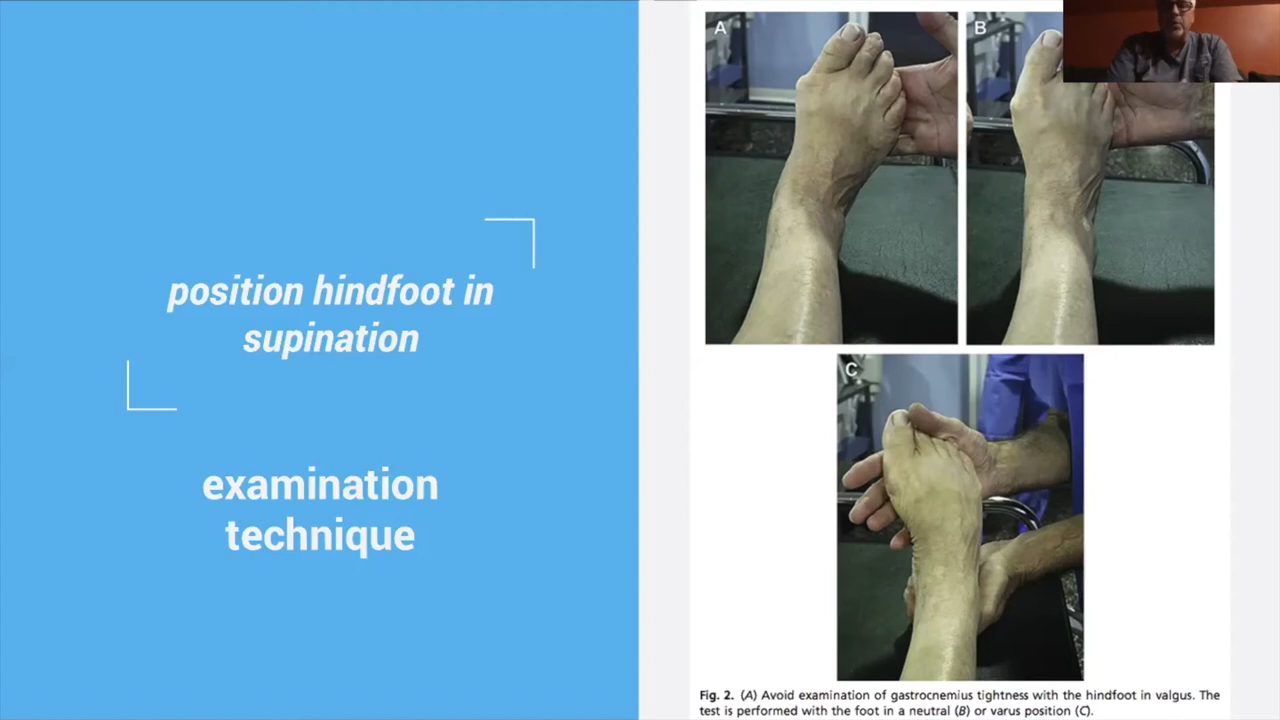 position hindfoot in
supination
examination
technique
A
B
C
Fig. 2. (A) Avoid examination of gastrocnemius tightness with the hindfoot in valgus. The
test is performed with the foot in a neutral (B) or varus position (C).